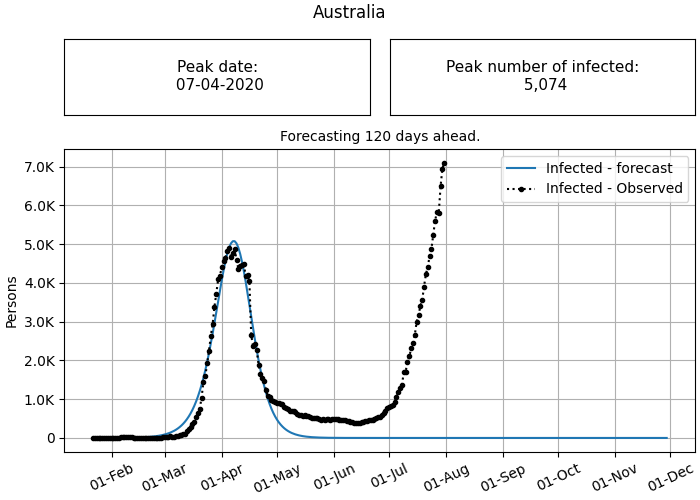 Australia
Peak date:
07-04-2020
Peak number of infected:
5,074
Forecasting 120 days ahead.
Infected - forecast
Infected - Observed
Persons
7.0K
6.0K
5.0K
4.0K
3.0K
2.0K
1.0K
0
01-Feb
01-Mar
01-Apr
01-May
01-Jun
01-Jul
01-Aug
01-Sep
01-Oct
01-Nov
01-Dec